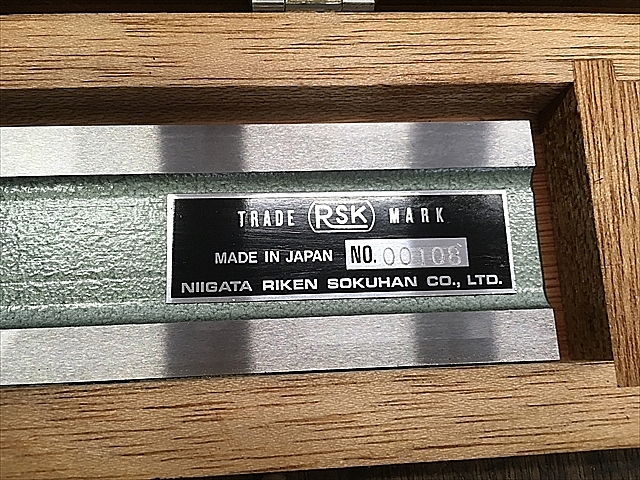 TRADE RSK MARK
MADE IN JAPAN NO. 00108
NIIGATA RIKEN SOKUHAN CO., LTD.